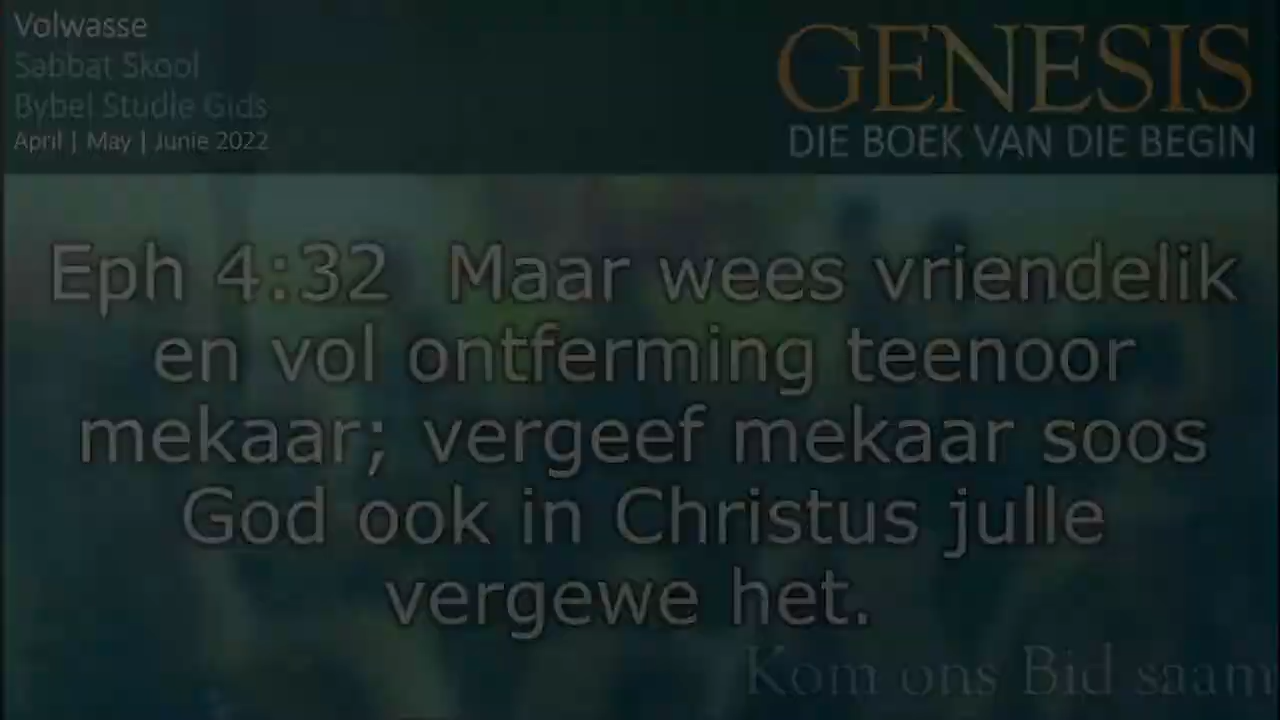 Volwasse
Sabbat Skool
Bybel Studie Gids
April | May | Junie 2022
GENESIS
DIE BOEK VAN DIE BEGIN
Eph 4:32 Maar wees vriendelik
en vol ontferming teenoor
mekaar; vergeef mekaar soos
God ook in Christus julle
vergewe het.
Kom ons Bid saam